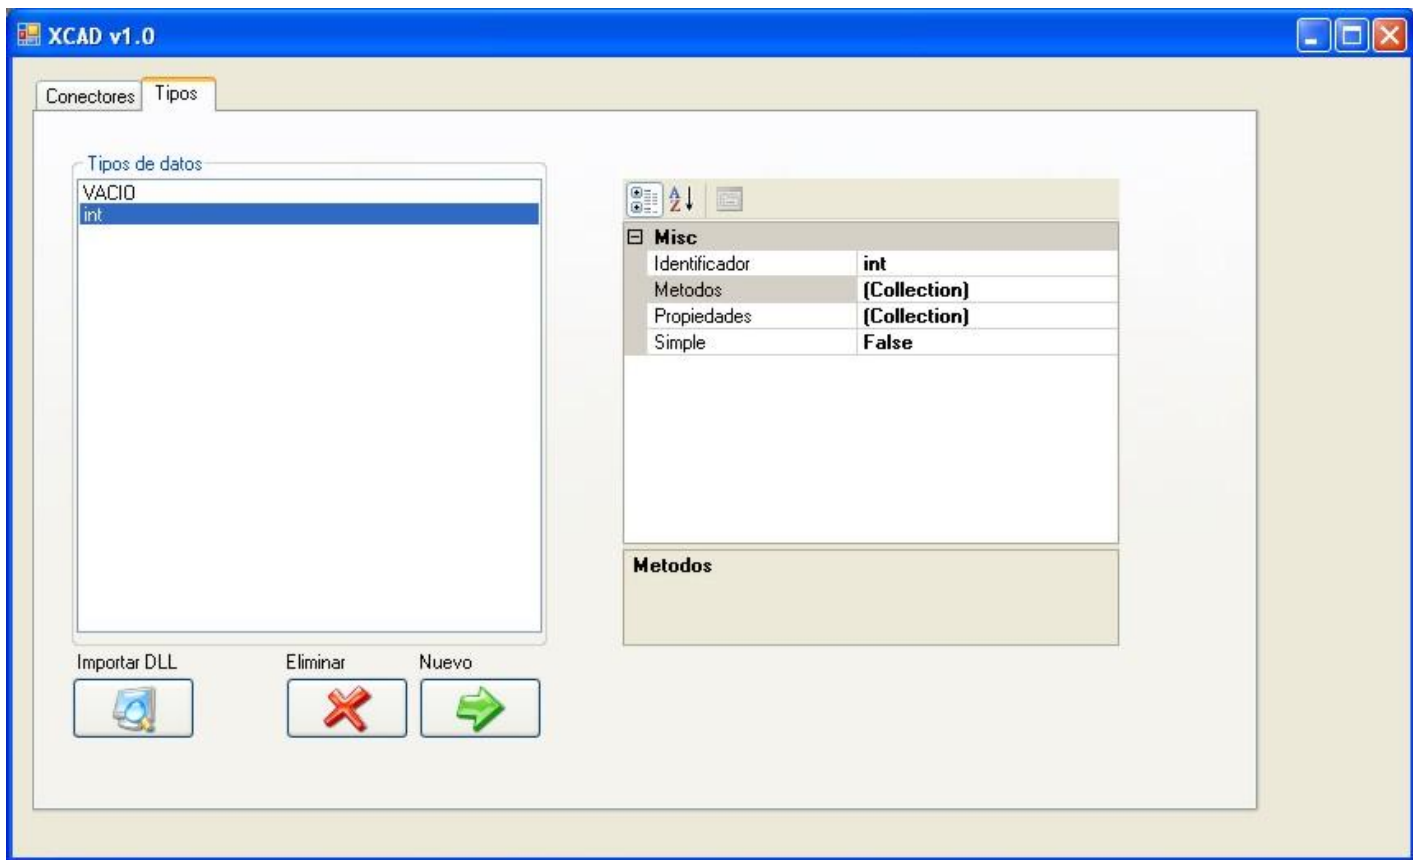 XCAD v1.0
Conectores Tipos
Tipos de datos
VACIO
int
Misc
Identificador int
Metodos (Collection)
Propiedades (Collection)
Simple False
Metodos
Importar DLL Eliminar Nuevo